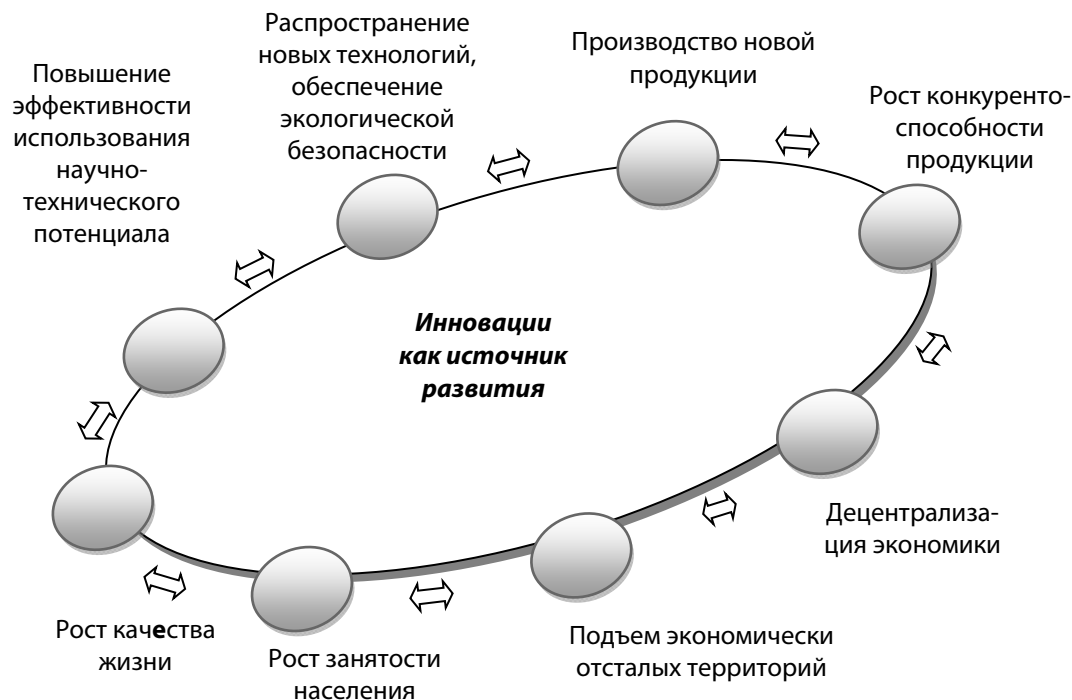 Повышение
эффективности
использования
научно-
технического
потенциала
Распространение
новых технологий,
обеспечение
экологической
безопасности
Производство новой
продукции
Рост конкуренто-
способности
продукции
Инновации
как источник
развития
Децентрализа-
ция экономики
Подъем экономически
отсталых территорий
Рост занятости
населения
Рост качества
жизни